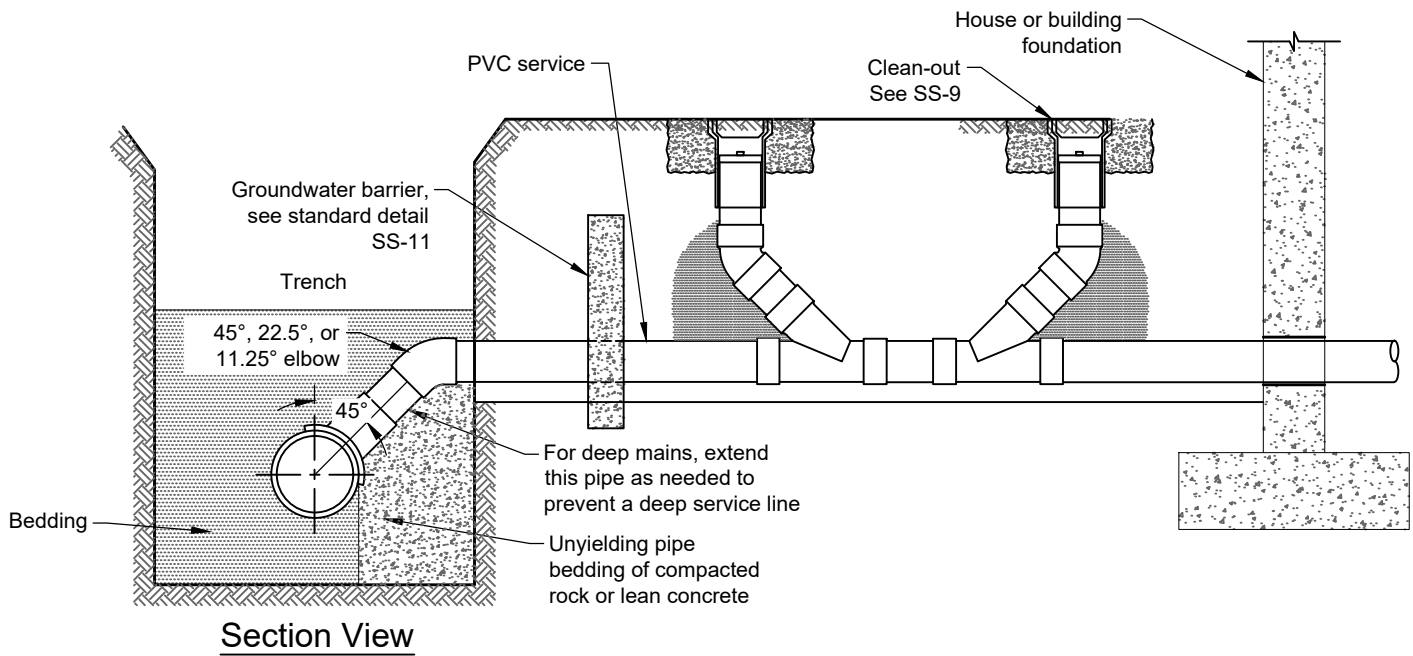 House or building
foundation
PVC service
Clean-out
See SS-9
Groundwater barrier,
see standard detail
SS-11
Trench
45°, 22.5°, or
11.25° elbow
45°
For deep mains, extend
this pipe as needed to
prevent a deep service line
Bedding
Unyielding pipe
bedding of compacted
rock or lean concrete
Section View